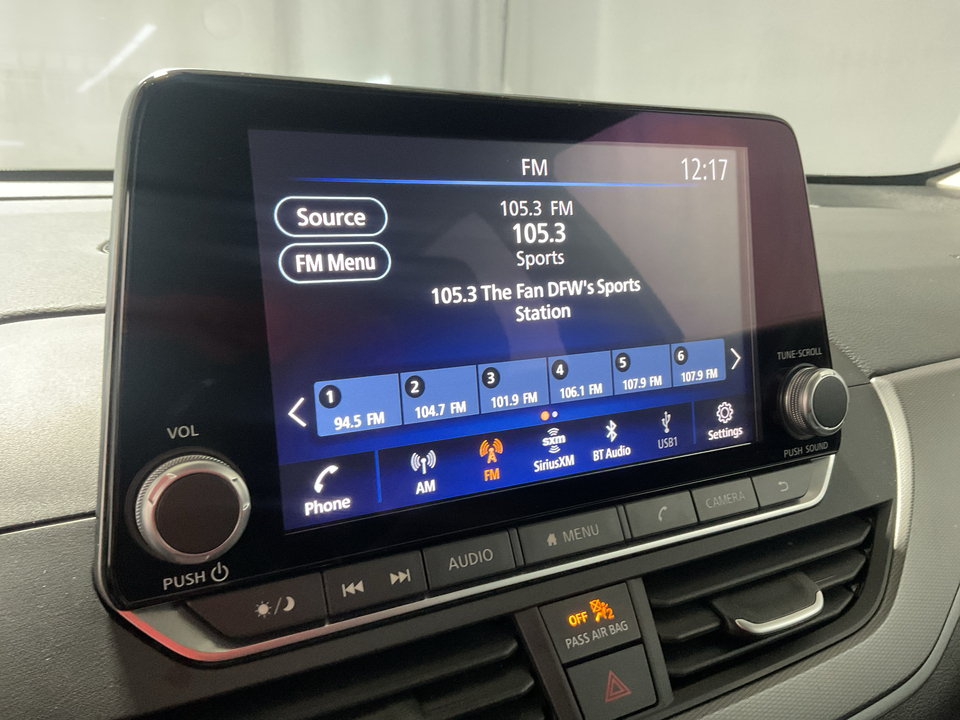 FM
12:17
Source
FM Menu
105.3 FM
105.3
Sports
105.3 The Fan DFW's Sports
Station
1
94.5 FM
2
104.7 FM
3
101.9 FM
4
106.1 FM
5
107.9 FM
6
107.9 FM
Phone
AM
FM
sxm
SiriusXM
BT Audio
USB1
Settings
VOL
PUSH
TUNE·SCROLL
PUSH SOUND
AUDIO
MENU
CAMERA
OFF
2
PASS AIR BAG